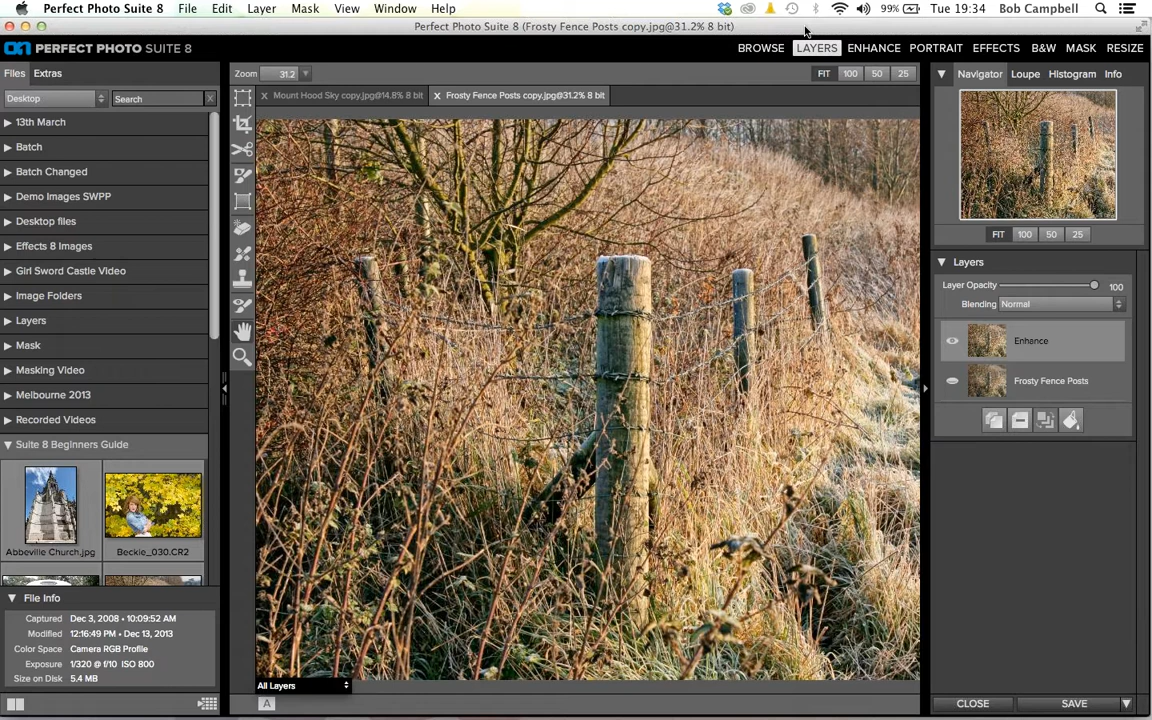 Perfect Photo Suite 8 File Edit Layer Mask View Window Help 99% Tue 19:34 Bob Campbell
Perfect Photo Suite 8 (Frosty Fence Posts copy.jpg@31.2% 8 bit)
on PERFECT PHOTO SUITE 8 BROWSE LAYERS ENHANCE PORTRAIT EFFECTS B&W MASK RESIZE
Files Extras
Zoom 31.2 FIT 100 50 25
Navigator Loupe Histogram Info
Desktop Search
Mount Hood Sky copy.jpg@14.8% 8 bit Frosty Fence Posts copy.jpg@31.2% 8 bit
13th March
Batch
Batch Changed
Demo Images SWPP
Desktop files
Effects 8 Images
Girl Sword Castle Video
Image Folders
Layers
Mask
Masking Video
Melbourne 2013
Recorded Videos
Suite 8 Beginners Guide
Abbeville Church.jpg Beckie_030.CR2
File Info
Captured Dec 3, 2008 • 10:09:52 AM
Modified 12:16:49 PM • Dec 13, 2013
Color Space Camera RGB Profile
Exposure 1/320 @ f/10 ISO 800
Size on Disk 5.4 MB
All Layers
A
FIT 100 50 25
Layers
Layer Opacity 100
Blending Normal
Enhance
Frosty Fence Posts
CLOSE SAVE